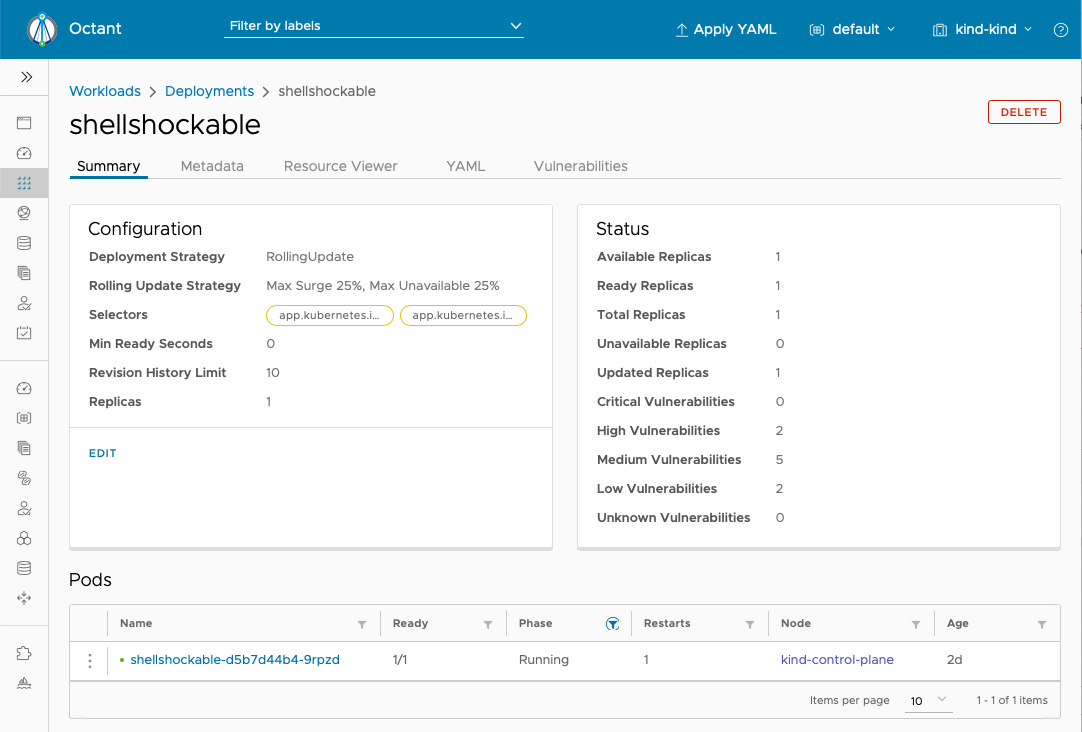 Octant
Filter by labels
Apply YAML
default
kind-kind
Workloads > Deployments > shellshockable
shellshockable
DELETE
Summary Metadata Resource Viewer YAML Vulnerabilities
Configuration
Deployment Strategy RollingUpdate
Rolling Update Strategy Max Surge 25%, Max Unavailable 25%
Selectors app.kubernetes.i... app.kubernetes.i...
Min Ready Seconds 0
Revision History Limit 10
Replicas 1
EDIT
Status
Available Replicas 1
Ready Replicas 1
Total Replicas 1
Unavailable Replicas 0
Updated Replicas 1
Critical Vulnerabilities 0
High Vulnerabilities 2
Medium Vulnerabilities 5
Low Vulnerabilities 2
Unknown Vulnerabilities 0
Pods
Name Ready Phase Restarts Node Age
shellshockable-d5b7d44b4-9rpzd 1/1 Running 1 kind-control-plane 2d
Items per page 10 1 - 1 of 1 items